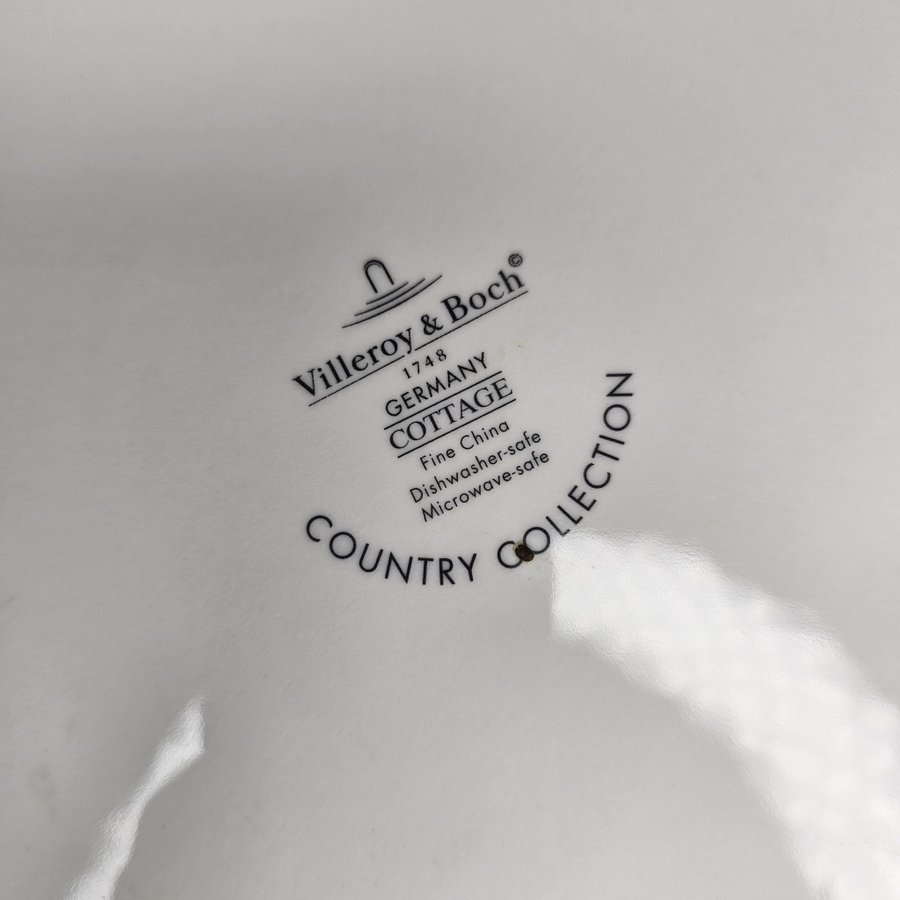 Villeroy & Boch©
1748
GERMANY
COTTAGE
Fine China
Dishwasher-safe
Microwave-safe
COUNTRY COLLECTION